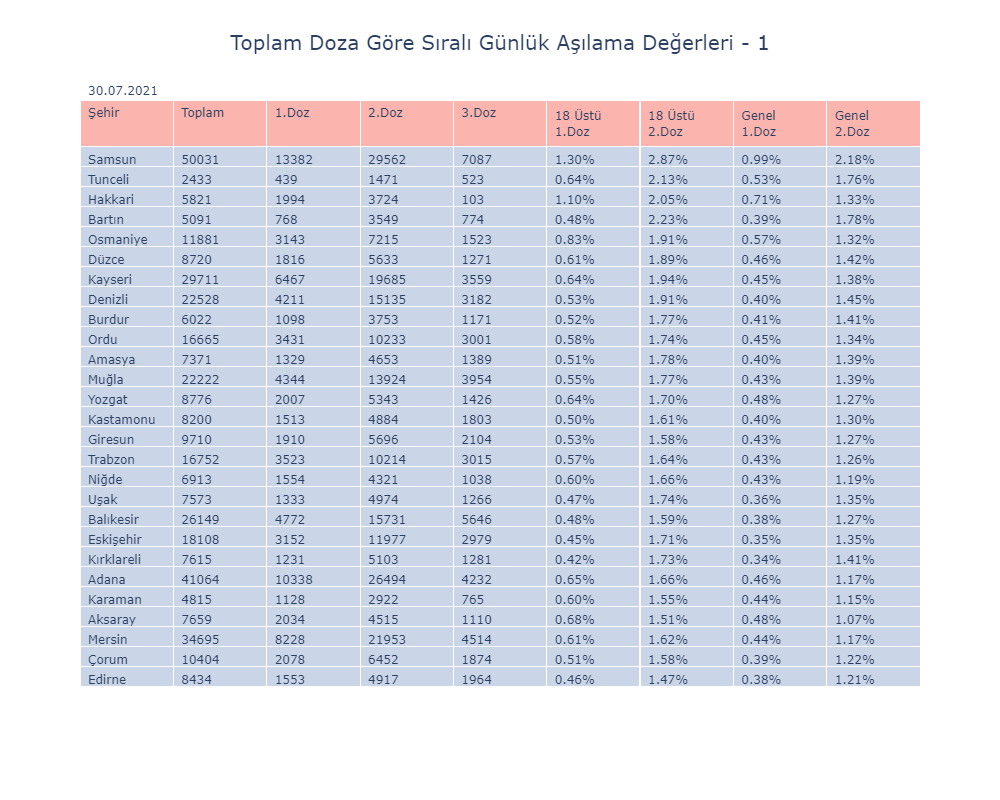 Toplam Doza Göre Sıralı Günlük Aşılama Değerleri - 1
30.07.2021
Şehir Toplam 1.Doz 2.Doz 3.Doz 18 Üstü 1.Doz 18 Üstü 2.Doz Genel 1.Doz Genel 2.Doz
Samsun 50031 13382 29562 7087 1.30% 2.87% 0.99% 2.18%
Tunceli 2433 439 1471 523 0.64% 2.13% 0.53% 1.76%
Hakkari 5821 1994 3724 103 1.10% 2.05% 0.71% 1.33%
Bartın 5091 768 3549 774 0.48% 2.23% 0.39% 1.78%
Osmaniye 11881 3143 7215 1523 0.83% 1.91% 0.57% 1.32%
Düzce 8720 1816 5633 1271 0.61% 1.89% 0.46% 1.42%
Kayseri 29711 6467 19685 3559 0.64% 1.94% 0.45% 1.38%
Denizli 22528 4211 15135 3182 0.53% 1.91% 0.40% 1.45%
Burdur 6022 1098 3753 1171 0.52% 1.77% 0.41% 1.41%
Ordu 16665 3431 10233 3001 0.58% 1.74% 0.45% 1.34%
Amasya 7371 1329 4653 1389 0.51% 1.78% 0.40% 1.39%
Muğla 22222 4344 13924 3954 0.55% 1.77% 0.43% 1.39%
Yozgat 8776 2007 5343 1426 0.64% 1.70% 0.48% 1.27%
Kastamonu 8200 1513 4884 1803 0.50% 1.61% 0.40% 1.30%
Giresun 9710 1910 5696 2104 0.53% 1.58% 0.43% 1.27%
Trabzon 16752 3523 10214 3015 0.57% 1.64% 0.43% 1.26%
Niğde 6913 1554 4321 1038 0.60% 1.66% 0.43% 1.19%
Uşak 7573 1333 4974 1266 0.47% 1.74% 0.36% 1.35%
Balıkesir 26149 4772 15731 5646 0.48% 1.59% 0.38% 1.27%
Eskişehir 18108 3152 11977 2979 0.45% 1.71% 0.35% 1.35%
Kırklareli 7615 1231 5103 1281 0.42% 1.73% 0.34% 1.41%
Adana 41064 10338 26494 4232 0.65% 1.66% 0.46% 1.17%
Karaman 4815 1128 2922 765 0.60% 1.55% 0.44% 1.15%
Aksaray 7659 2034 4515 1110 0.68% 1.51% 0.48% 1.07%
Mersin 34695 8228 21953 4514 0.61% 1.62% 0.44% 1.17%
Çorum 10404 2078 6452 1874 0.51% 1.58% 0.39% 1.22%
Edirne 8434 1553 4917 1964 0.46% 1.47% 0.38% 1.21%